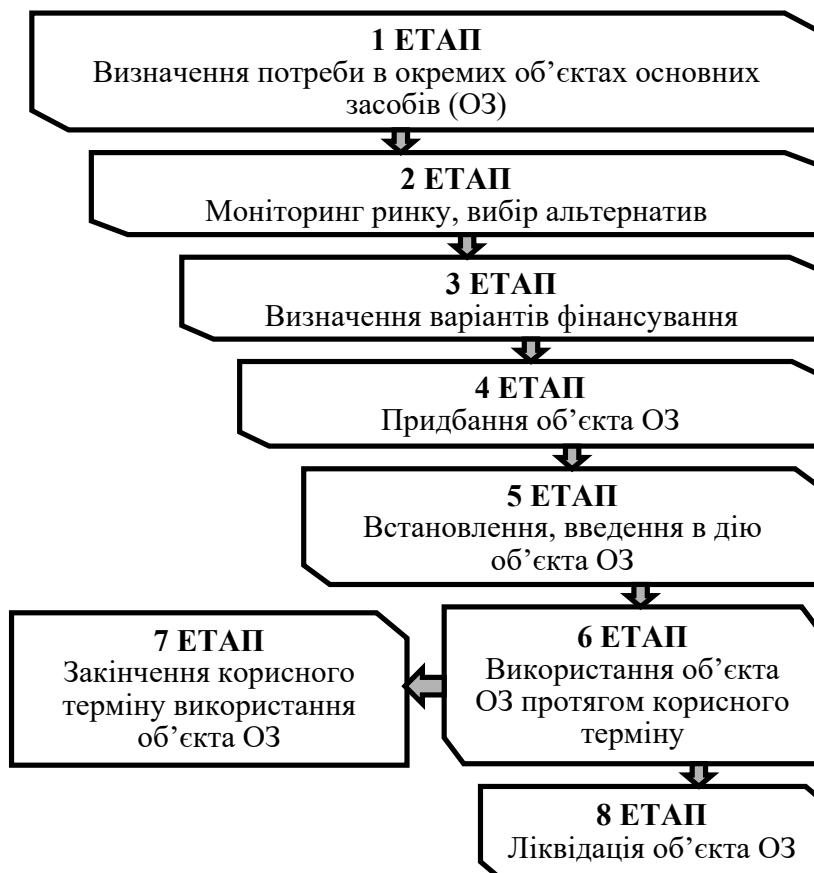 1 ЕТАП
Визначення потреби в окремих об’єктах основних
засобів (ОЗ)
2 ЕТАП
Моніторинг ринку, вибір альтернатив
3 ЕТАП
Визначення варіантів фінансування
4 ЕТАП
Придбання об’єкта ОЗ
5 ЕТАП
Встановлення, введення в дію
об’єкта ОЗ
6 ЕТАП
Використання об’єкта
ОЗ протягом корисного
терміну
7 ЕТАП
Закінчення корисного
терміну використання
об’єкта ОЗ
8 ЕТАП
Ліквідація об’єкта ОЗ